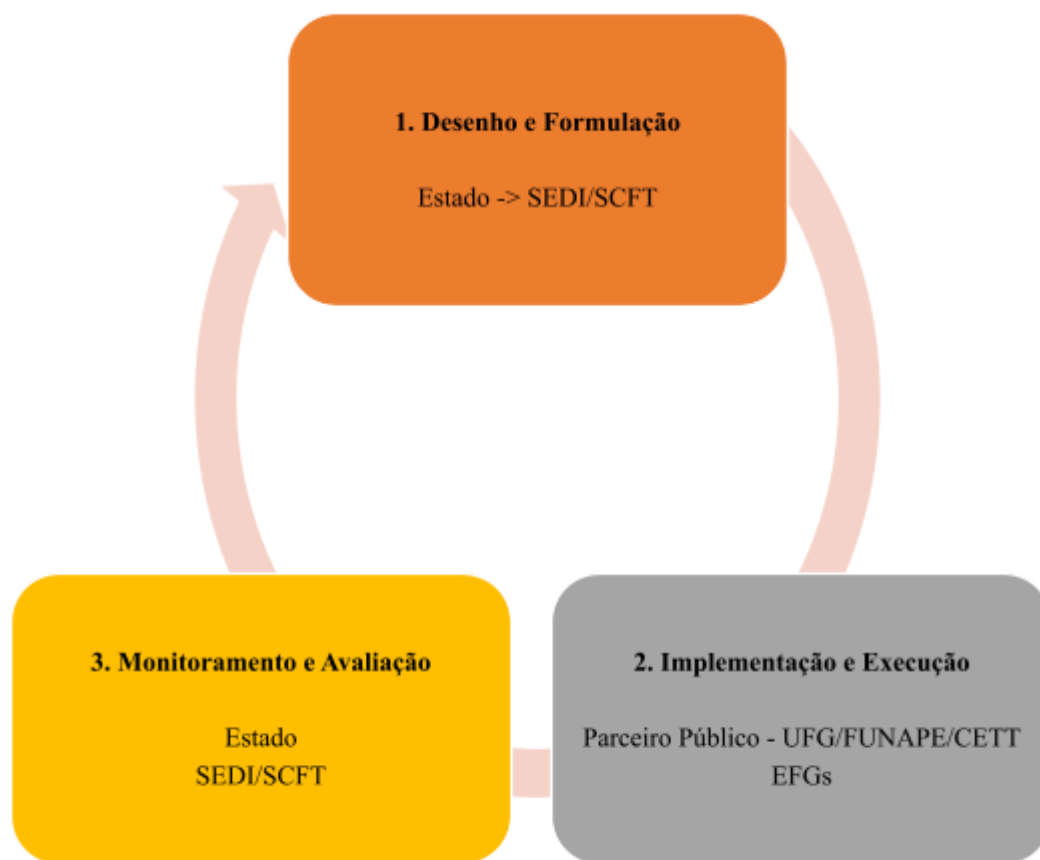 1. Desenho e Formulação
Estado -> SEDI/SCFT
3. Monitoramento e Avaliação
Estado
SEDI/SCFT
2. Implementação e Execução
Parceiro Público - UFG/FUNAPE/CETT
EFGs